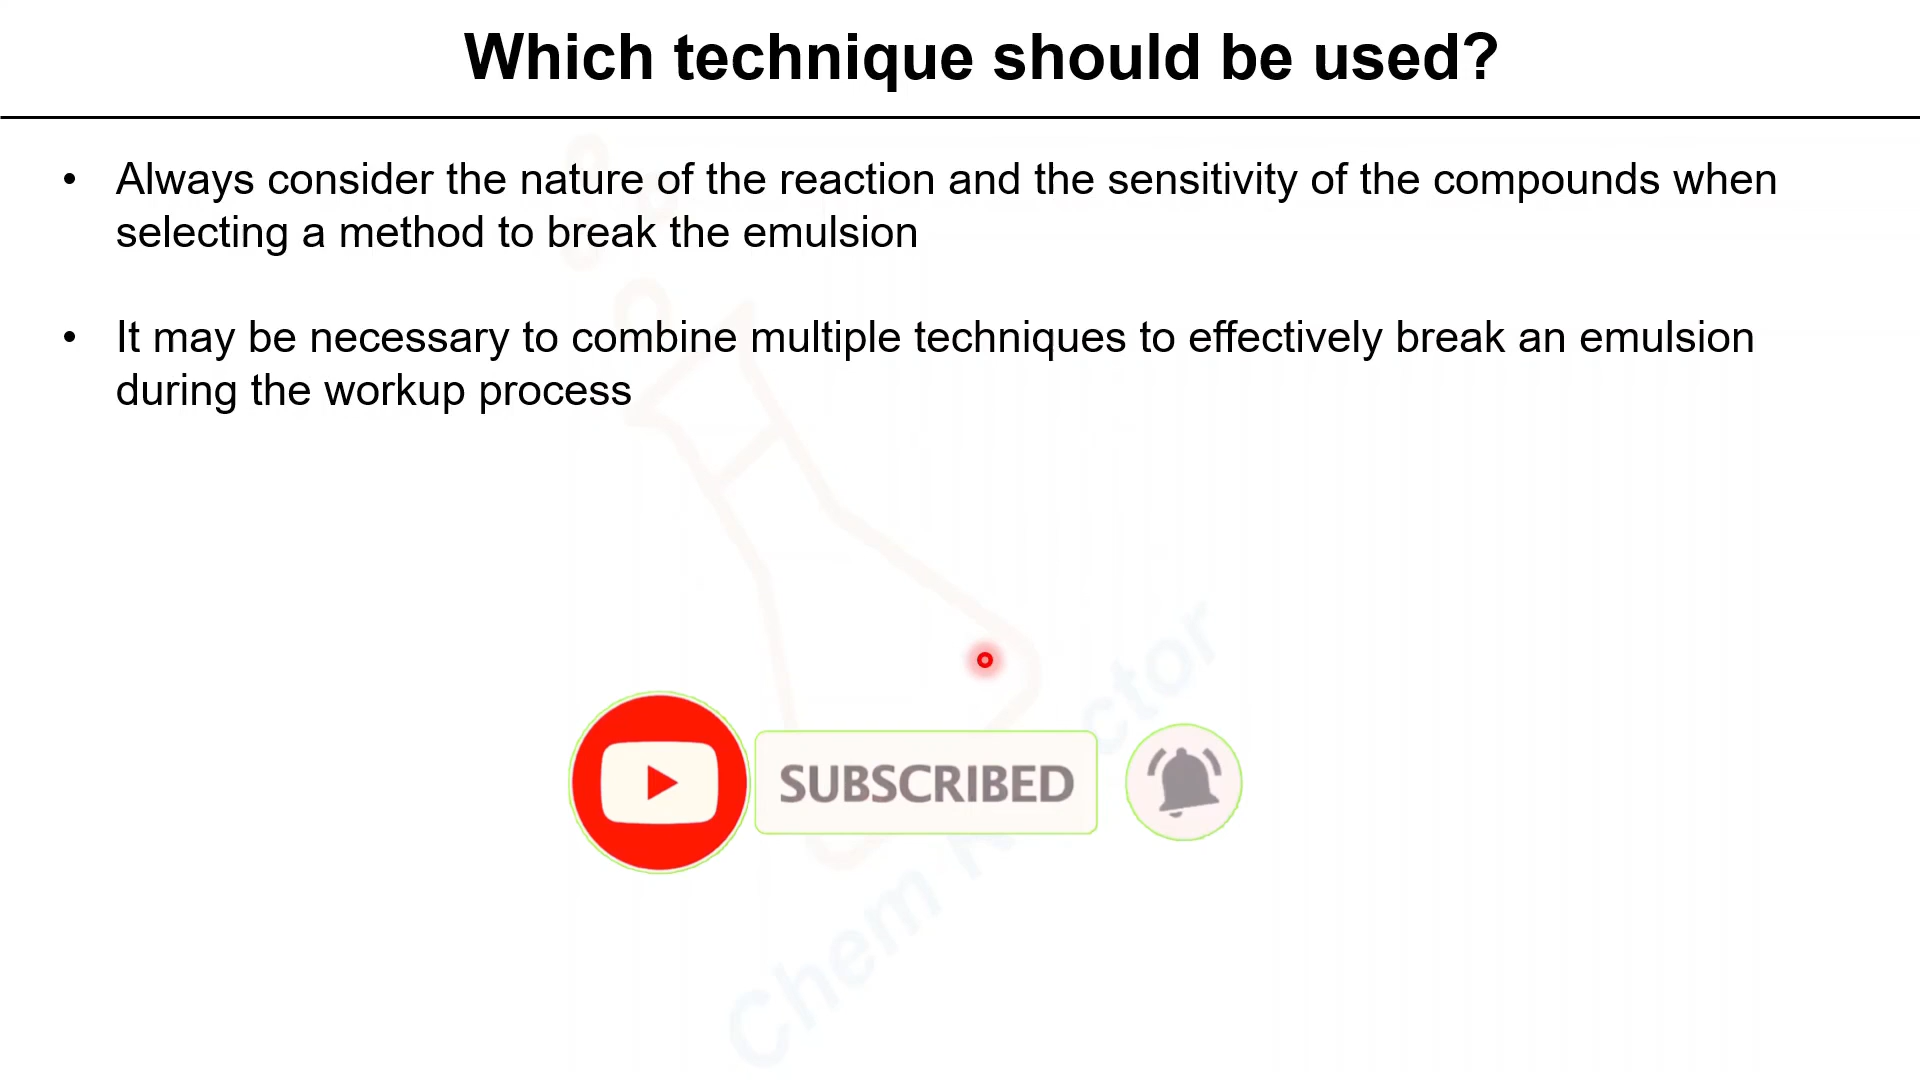 Which technique should be used?
• Always consider the nature of the reaction and the sensitivity of the compounds when
selecting a method to break the emulsion
• It may be necessary to combine multiple techniques to effectively break an emulsion
during the workup process
SUBSCRIBED